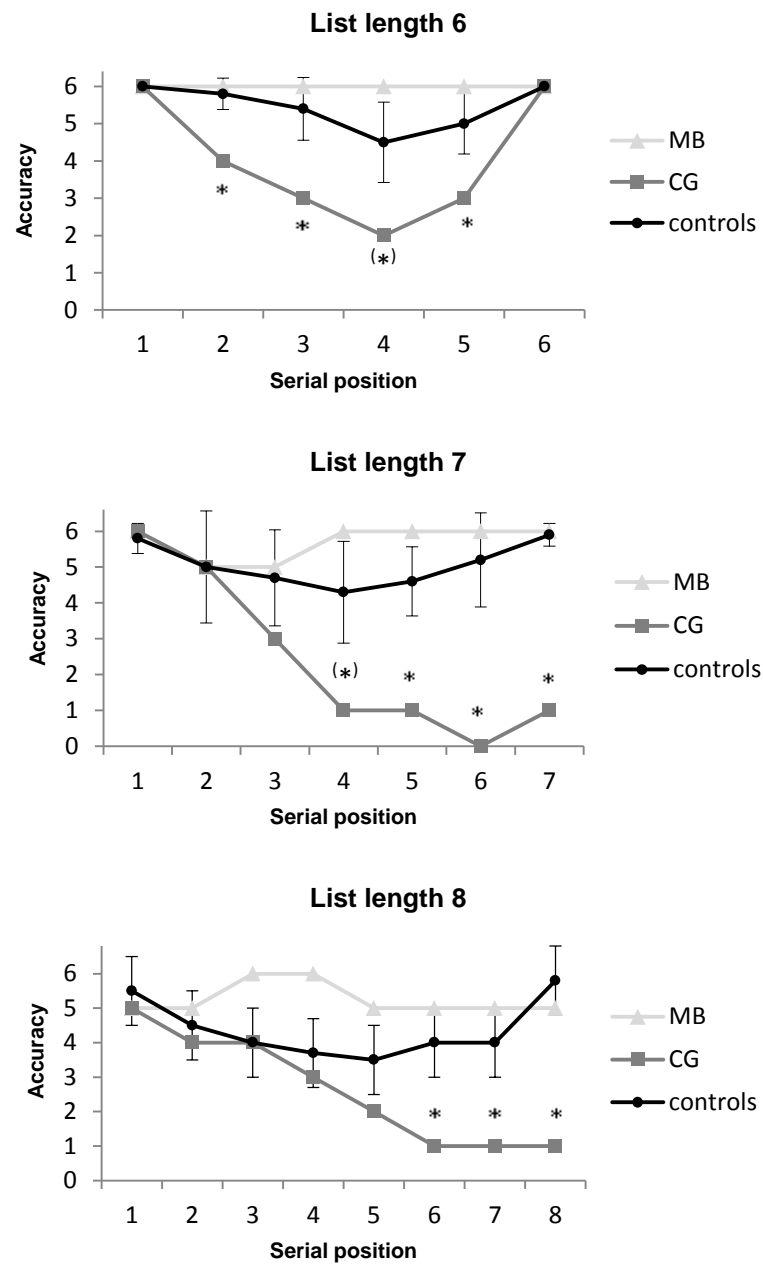 List length 6
6
5
4
3
2
1
0
Accuracy
*
*
(*)
*
1 2 3 4 5 6
Serial position
MB
CG
controls
List length 7
6
5
4
3
2
1
0
Accuracy
(*)
*
*
*
1 2 3 4 5 6 7
Serial position
MB
CG
controls
List length 8
6
5
4
3
2
1
0
Accuracy
* * *
1 2 3 4 5 6 7 8
Serial position
MB
CG
controls